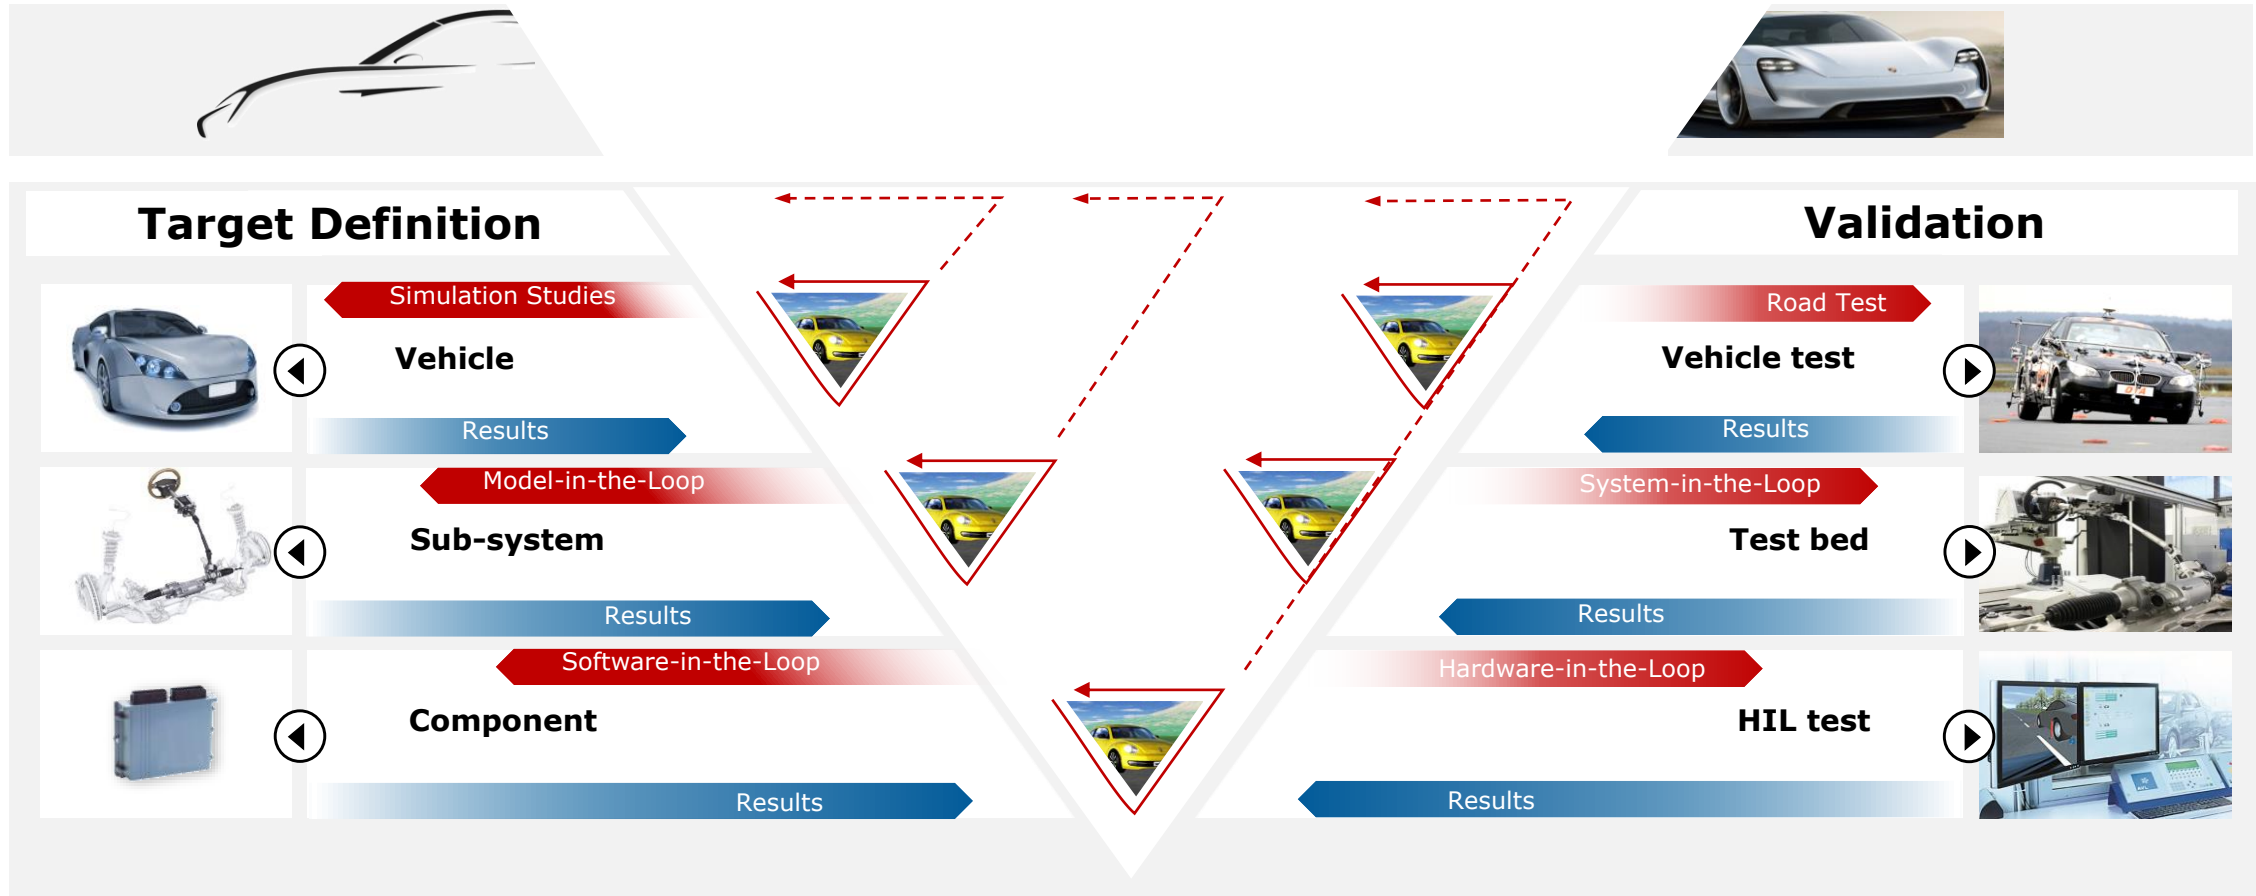 Target Definition
Validation
Simulation Studies
Vehicle
Results
Road Test
Vehicle test
Results
Model-in-the-Loop
Sub-system
Results
System-in-the-Loop
Test bed
Results
Software-in-the-Loop
Component
Results
Hardware-in-the-Loop
HIL test
Results